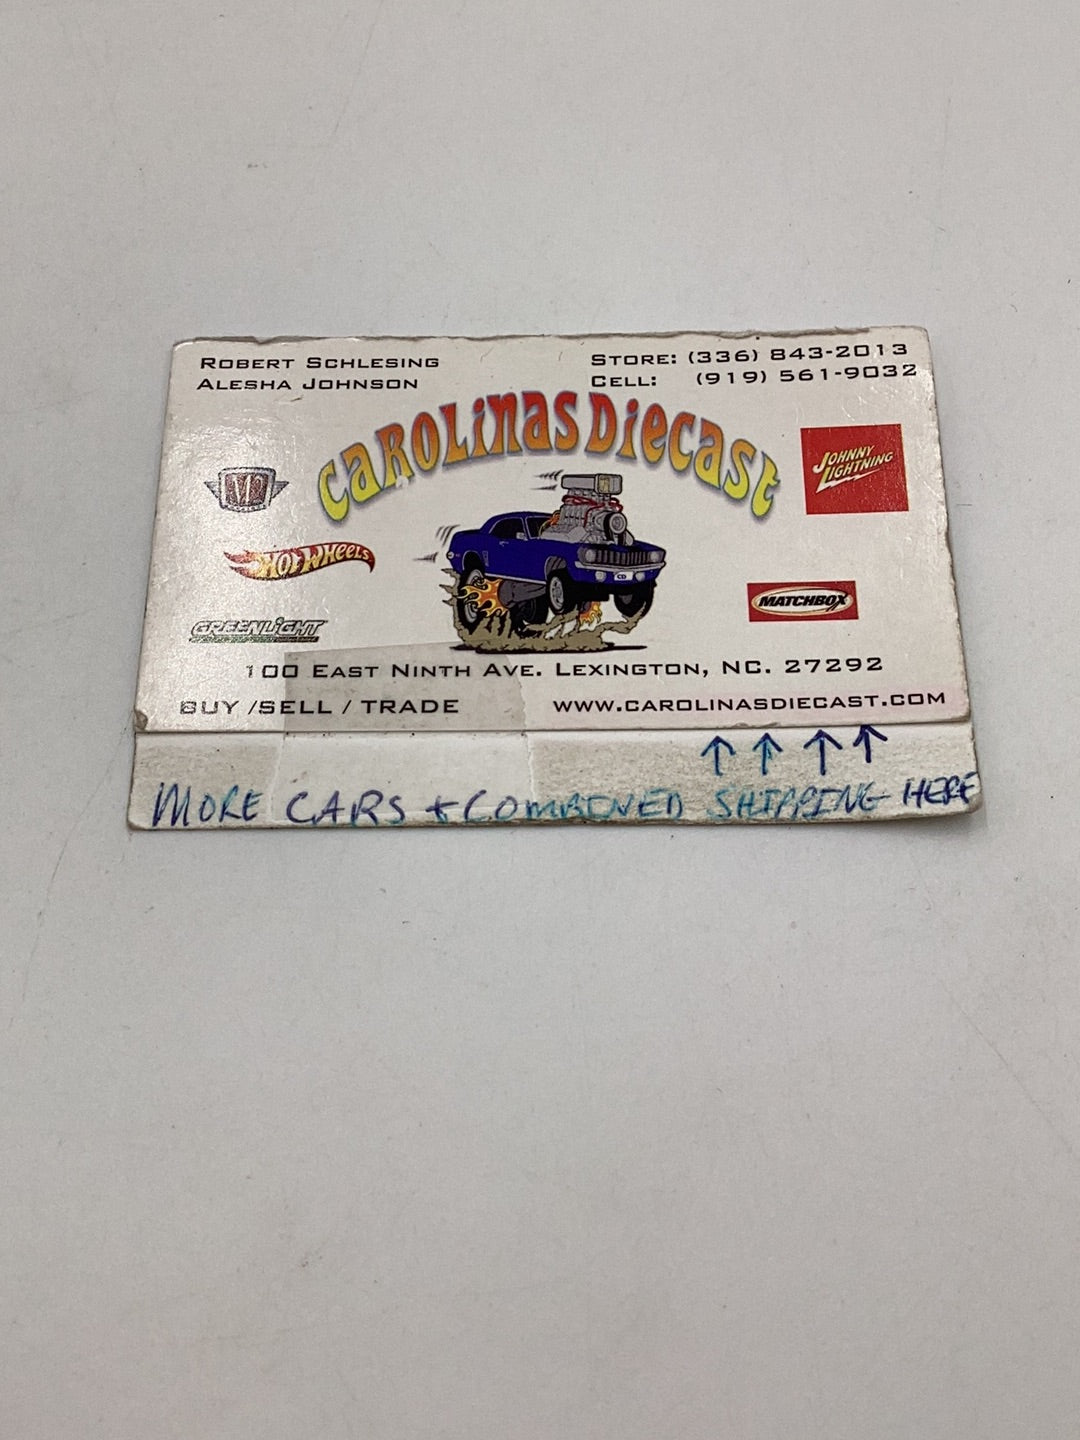 ROBERT SCHLESING
ALESHA JOHNSON
STORE: (336) 843-2013
CELL: (919) 561-9032
CAROLINAS DIECAST
M2
JOHNNY
LIGHTNING
HOT WHEELS
CD
MATCHBOX
GREENLIGHT
100 EAST NINTH AVE. LEXINGTON, NC. 27292
BUY /SELL / TRADE
WWW.CAROLINASDIECAST.COM
↑ ↑ ↑ ↑
MORE CARS + COMBINED SHIPPING HERE